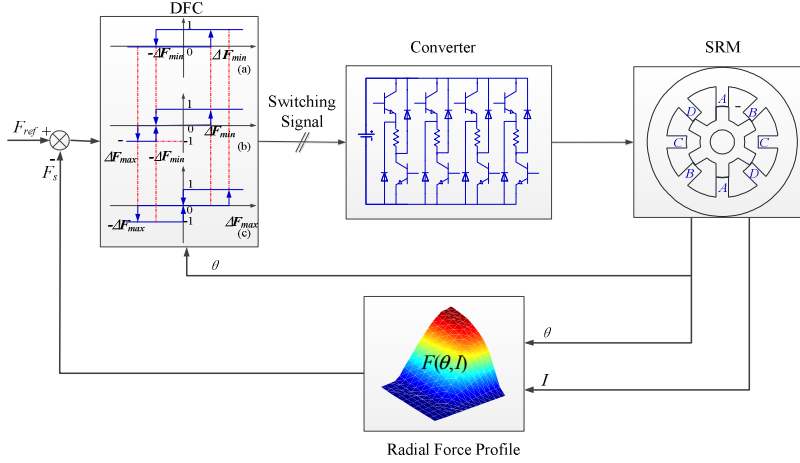 DFC
Converter
SRM
1
-ΔFmin
0
ΔFmin
(a)
1
0
ΔFmin
-1
(b)
-
ΔFmax
-ΔFmin
1
0
-1
-ΔFmax
ΔFmax
(c)
Fref +
-
Fs
Switching
Signal
A
D
-
B
C
C
B
D
A
θ
θ
I
F(θ,I)
Radial Force Profile